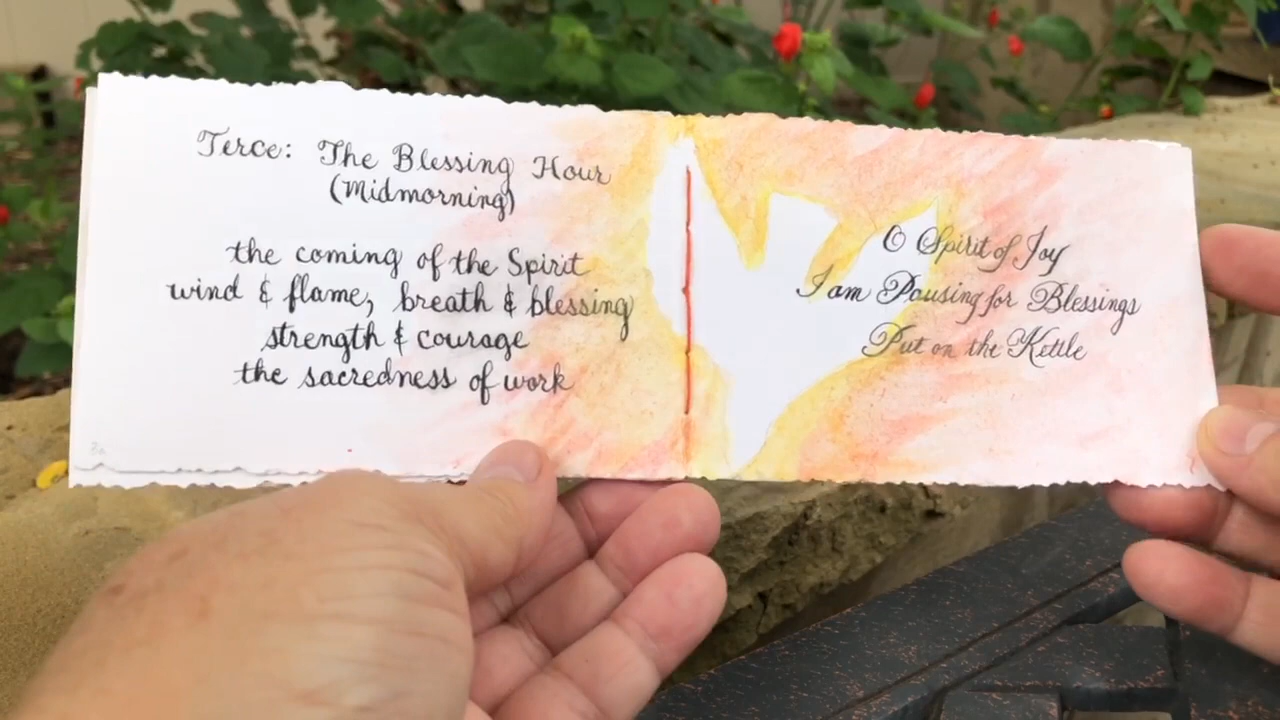 Terce: The Blessing Hour
(Midmorning)
the coming of the Spirit
wind & flame, breath & blessing
strength & courage
the sacredness of work
O Spirit of Joy
I am Pausing for Blessings
Put on the Kettle